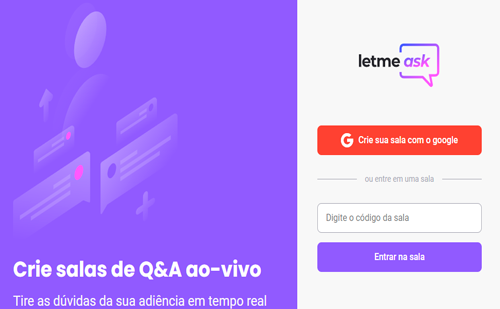 Crie salas de Q&A ao-vivo
Tire as dúvidas da sua adiência em tempo real
letmeask
Crie sua sala com o google
ou entre em uma sala
Digite o código da sala
Entrar na sala